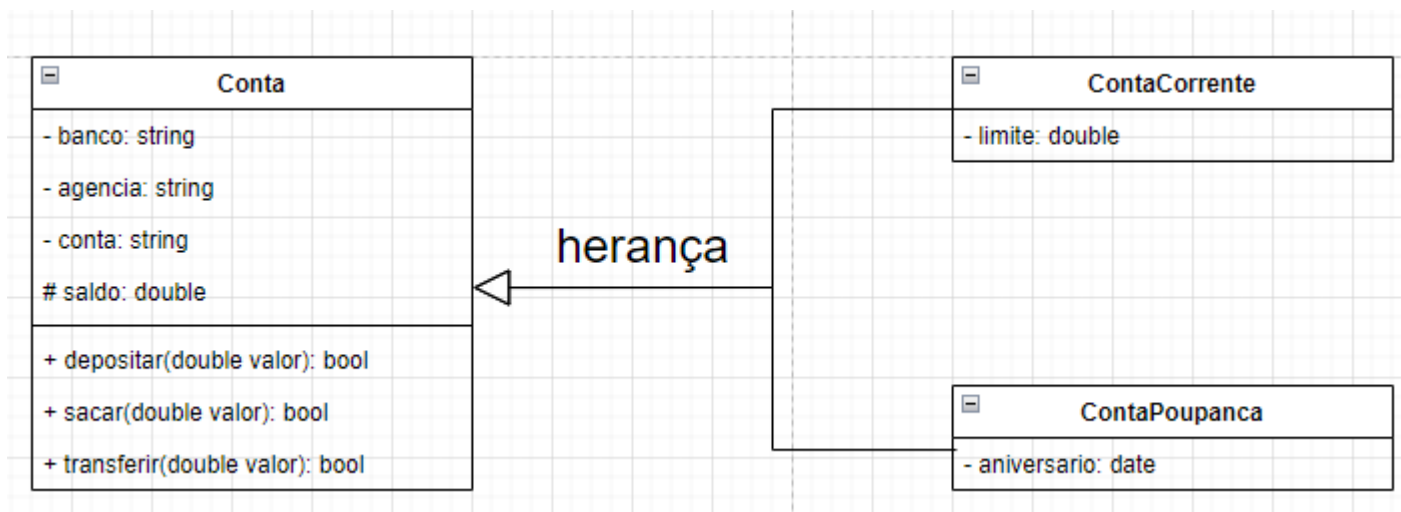 Conta
- banco: string
- agencia: string
- conta: string
# saldo: double
+ depositar(double valor): bool
+ sacar(double valor): bool
+ transferir(double valor): bool
herança
ContaCorrente
- limite: double
ContaPoupanca
- aniversario: date